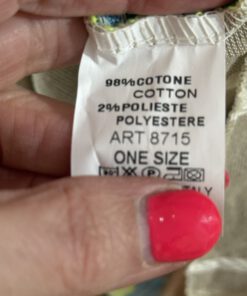 98%COTONE
COTTON
2%POLIESTE
POLYESTERE
ART 8715
ONE SIZE